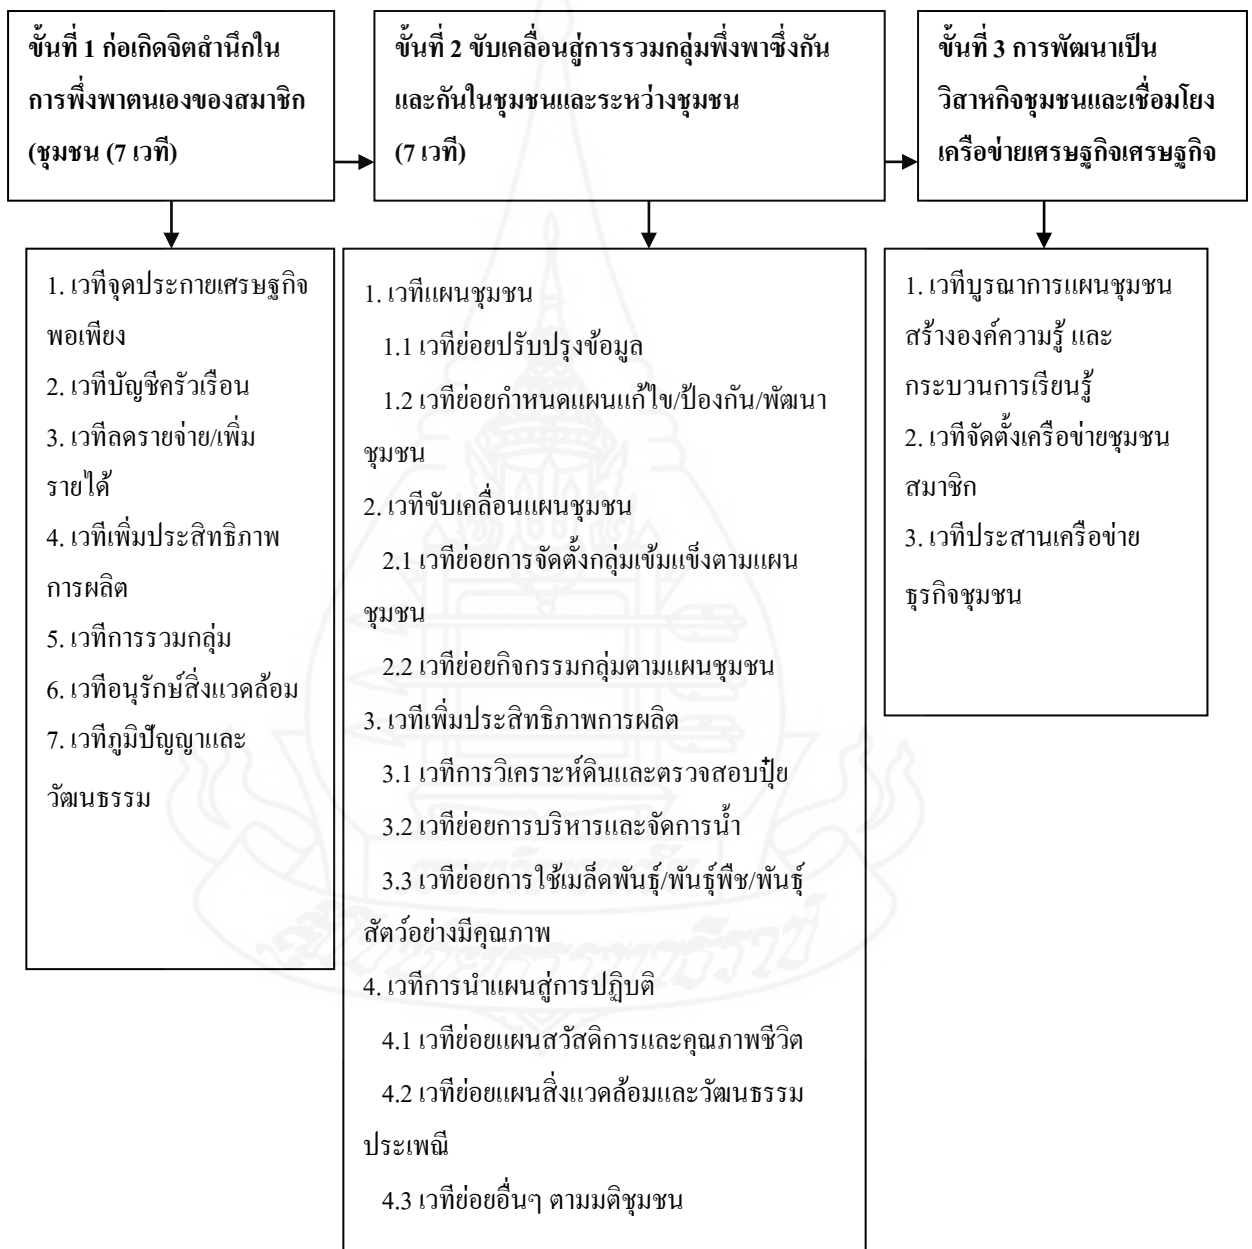 ขั้นที่ 1 ก่อเกิดจิตสำนึกใน
การพึ่งพาตนเองของสมาชิก
(ชุมชน (7 เวที)
ขั้นที่ 2 ขับเคลื่อนสู่การรวมกลุ่มพึ่งพาซึ่งกัน
และกันในชุมชนและระหว่างชุมชน
(7 เวที)
ขั้นที่ 3 การพัฒนาเป็น
วิสาหกิจชุมชนและเชื่อมโยง
เครือข่ายเศรษฐกิจเศรษฐกิจ
1. เวทีจุดประกายเศรษฐกิจ
พอเพียง
2. เวทีบัญชีครัวเรือน
3. เวทีลดรายจ่าย/เพิ่ม
รายได้
4. เวทีเพิ่มประสิทธิภาพ
การผลิต
5. เวทีการรวมกลุ่ม
6. เวทีอนุรักษ์สิ่งแวดล้อม
7. เวทีภูมิปัญญาและ
วัฒนธรรม
1. เวทีแผนชุมชน
1.1 เวทีย่อยปรับปรุงข้อมูล
1.2 เวทีย่อยกำหนดแผนแก้ไข/ป้องกัน/พัฒนา
ชุมชน
2. เวทีขับเคลื่อนแผนชุมชน
2.1 เวทีย่อยการจัดตั้งกลุ่มเข้มแข็งตามแผน
ชุมชน
2.2 เวทีย่อยกิจกรรมกลุ่มตามแผนชุมชน
3. เวทีเพิ่มประสิทธิภาพการผลิต
3.1 เวทีการวิเคราะห์ดินและตรวจสอบปุ๋ย
3.2 เวทีย่อยการบริหารและจัดการน้ำ
3.3 เวทีย่อยการใช้เมล็ดพันธุ์/พันธุ์พืช/พันธุ์
สัตว์อย่างมีคุณภาพ
4. เวทีการนำแผนสู่การปฏิบติ
4.1 เวทีย่อยแผนสวัสดิการและคุณภาพชีวิต
4.2 เวทีย่อยแผนสิ่งแวดล้อมและวัฒนธรรม
ประเพณี
4.3 เวทีย่อยอื่นๆ ตามมติชุมชน
1. เวทีบูรณาการแผนชุมชน
สร้างองค์ความรู้ และ
กระบวนการเรียนรู้
2. เวทีจัดตั้งเครือข่ายชุมชน
สมาชิก
3. เวทีประสานเครือข่าย
ธุรกิจชุมชน